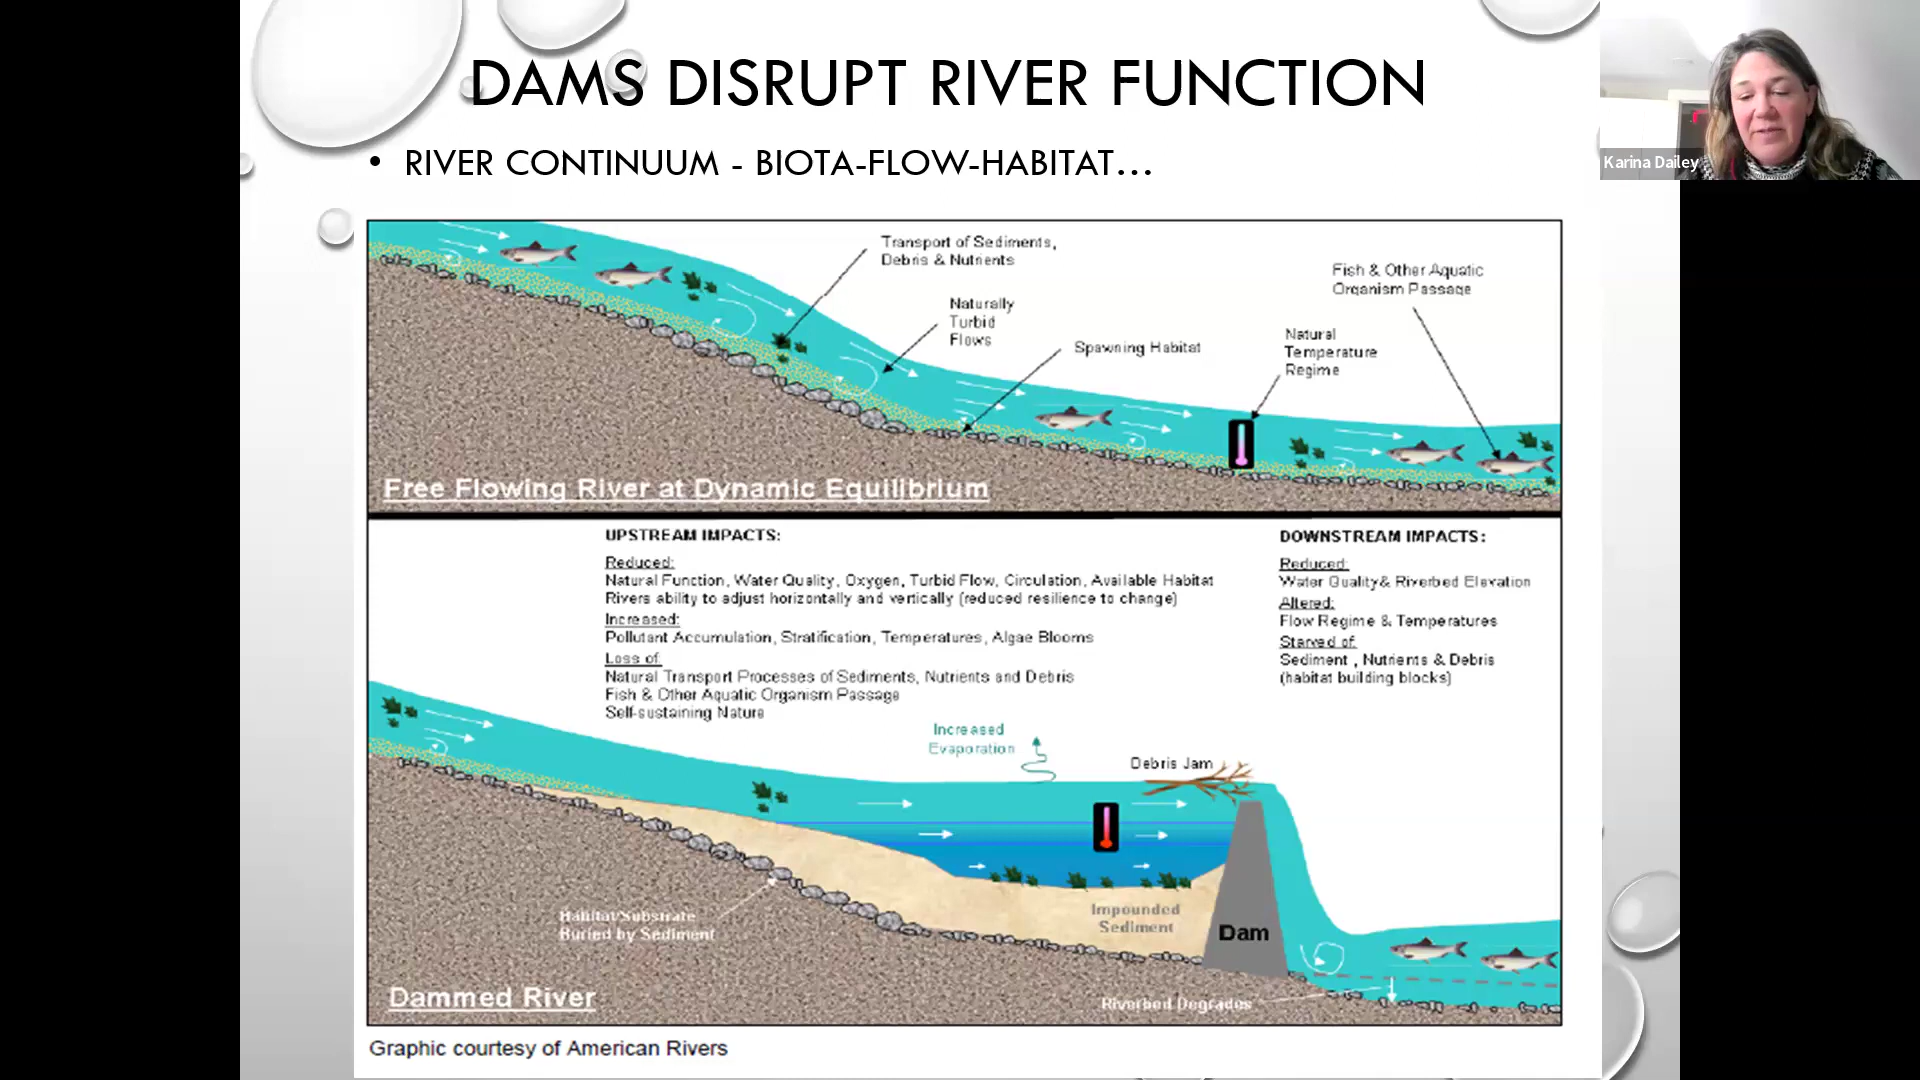 DAMS DISRUPT RIVER FUNCTION
• RIVER CONTINUUM - BIOTA-FLOW-HABITAT...
Karina Dailey
Transport of Sediments,
Debris & Nutrients
Naturally
Turbid
Flows
Spawning Habitat
Natural
Temperature
Regime
Fish & Other Aquatic
Organism Passage
Free Flowing River at Dynamic Equilibrium
UPSTREAM IMPACTS:
Reduced:
Natural Function, Water Quality, Oxygen, Turbid Flow, Circulation, Available Habitat
Rivers ability to adjust horizontally and vertically (reduced resilience to change)
Increased:
Pollutant Accumulation, Stratification, Temperatures, Algae Blooms
Loss of:
Natural Transport Processes of Sediments, Nutrients and Debris
Fish & Other Aquatic Organism Passage
Self-sustaining Nature
DOWNSTREAM IMPACTS:
Reduced:
Water Quality& Riverbed Elevation
Altered:
Flow Regime & Temperatures
Starved of:
Sediment , Nutrients & Debris
(habitat building blocks)
Increased
Evaporation
Debris Jam
Habitat/Substrate
Buried by Sediment
Impounded
Sediment
Dam
Riverbed Degrades
Dammed River
Graphic courtesy of American Rivers